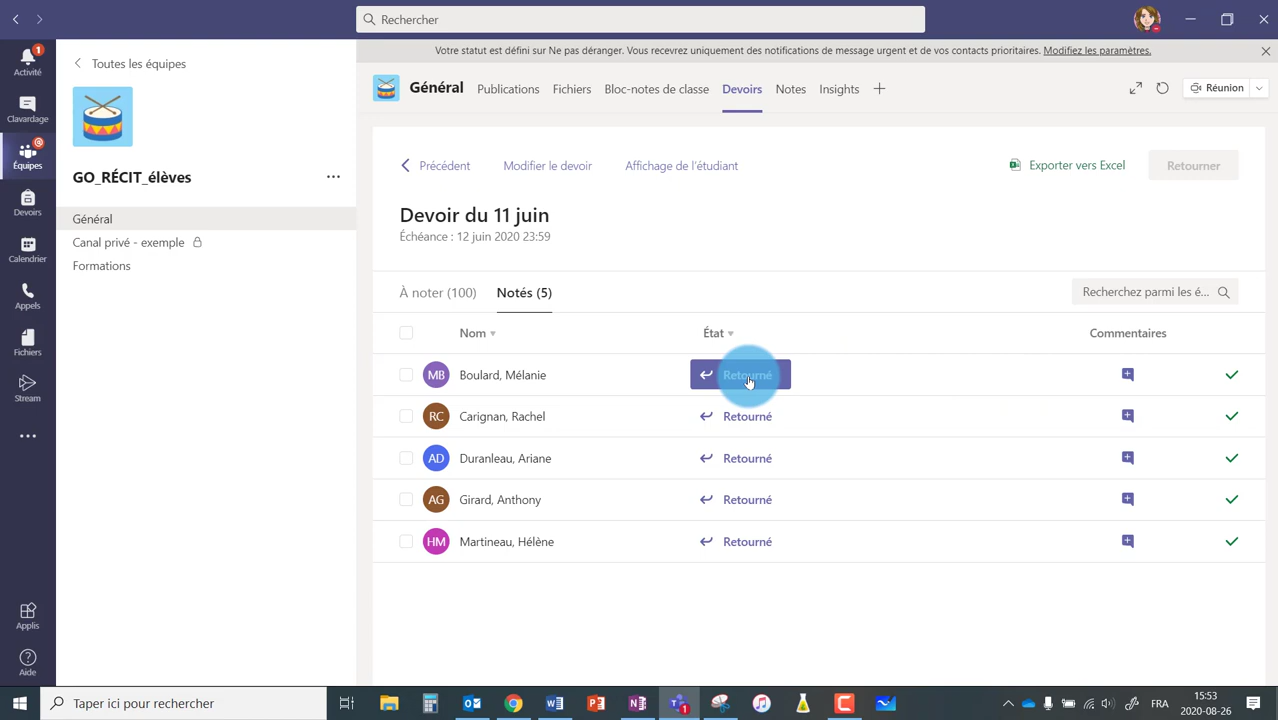 Rechercher
Votre statut est défini sur Ne pas déranger. Vous recevrez uniquement des notifications de message urgent et de vos contacts prioritaires. Modifiez les paramètres.
1
Activité
Clavardage
Équipes
Devoirs
Calendrier
Appels
Fichiers
Stream
Applis
Aide
Toutes les équipes
GO_RÉCIT_élèves
Général
Canal privé - exemple
Formations
Général Publications Fichiers Bloc-notes de classe Devoirs Notes Insights
Réunion
Précédent Modifier le devoir Affichage de l'étudiant Exporter vers Excel Retourner
Devoir du 11 juin
Échéance : 12 juin 2020 23:59
À noter (100) Notés (5) Recherchez parmi les é...
Nom État Commentaires
MB Boulard, Mélanie Retourné
RC Carignan, Rachel Retourné
AD Duranleau, Ariane Retourné
AG Girard, Anthony Retourné
HM Martineau, Hélène Retourné
Taper ici pour rechercher
1
FRA
15:53
2020-08-26